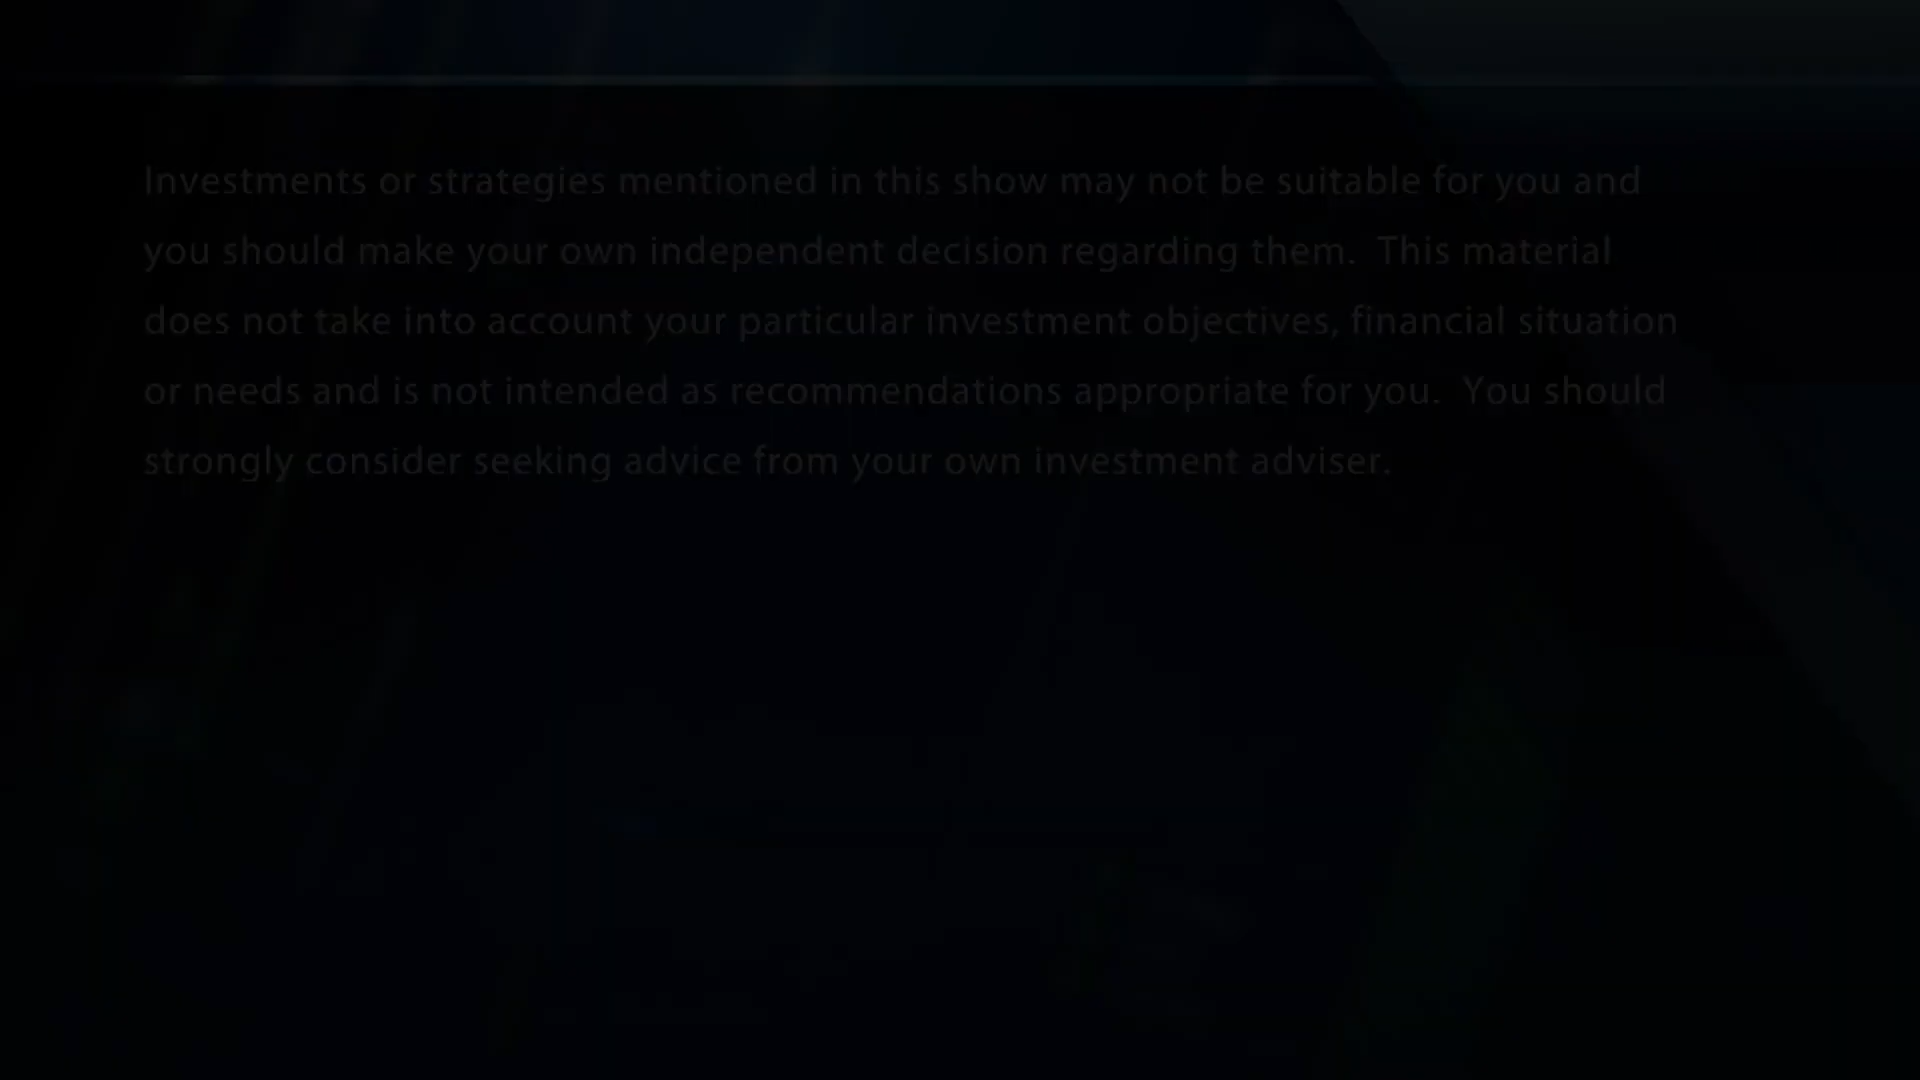 Investments or strategies mentioned in this show may not be suitable for you and
you should make your own independent decision regarding them.  This material
does not take into account your particular investment objectives, financial situation
or needs and is not intended as recommendations appropriate for you.  You should
strongly consider seeking advice from your own investment adviser.